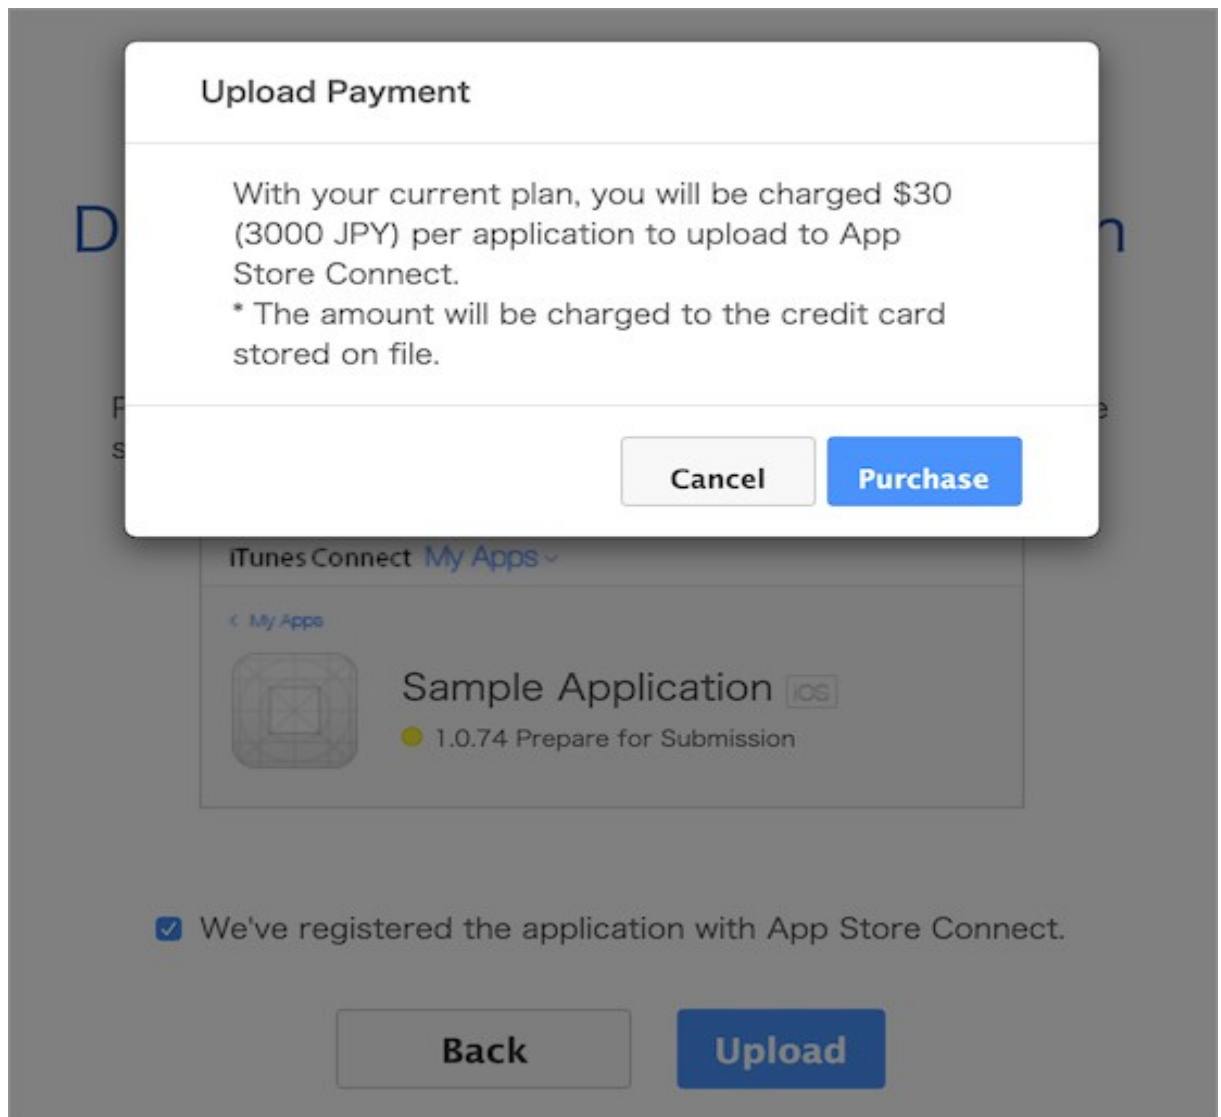 Upload Payment
With your current plan, you will be charged $30
(3000 JPY) per application to upload to App
Store Connect.
* The amount will be charged to the credit card
stored on file.
Cancel
Purchase
iTunes Connect My Apps
< My Apps
Sample Application iOS
1.0.74 Prepare for Submission
We've registered the application with App Store Connect.
Back
Upload